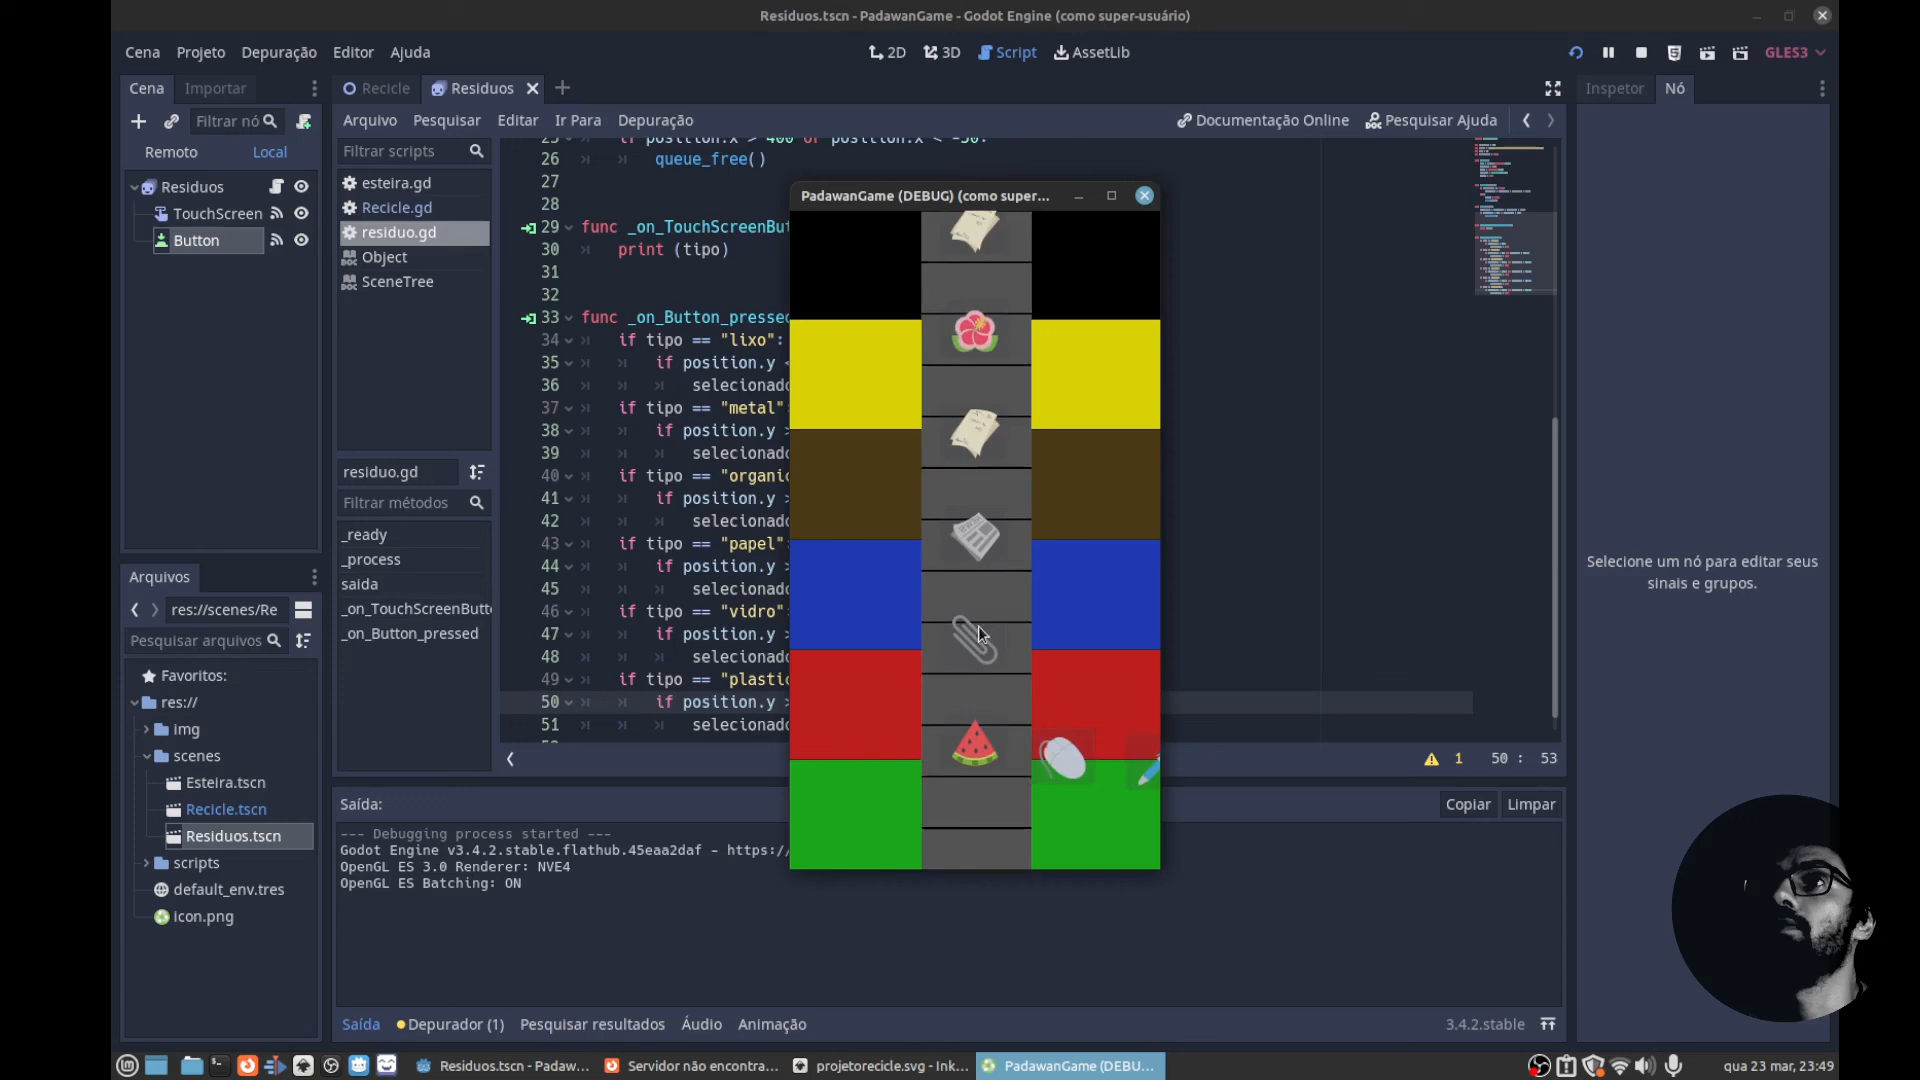 Residuos.tscn - PadawanGame - Godot Engine (como super-usuário)
Cena Projeto Depuração Editor Ajuda
2D 3D Script AssetLib
GLES3
Cena Importar
Recicle Residuos
Inspetor Nó
Filtrar nó
Arquivo Pesquisar Editar Ir Para Depuração
Documentação Online Pesquisar Ajuda
Remoto Local
Residuos
TouchScreen
Button
Filtrar scripts
esteira.gd
Recicle.gd
residuo.gd
Object
SceneTree
residuo.gd
Filtrar métodos
_ready
_process
saida
_on_TouchScreenButt
_on_Button_pressed
25 if position.x > 400 or position.x < -50:
26 queue_free()
27
28
29 func _on_TouchScreenBut
30 print (tipo)
31
32
33 func _on_Button_presse
34 if tipo == "lixo":
35 if position.y <
36 selecionad
37 if tipo == "metal"
38 if position.y >
39 selecionad
40 if tipo == "organi
41 if position.y >
42 selecionad
43 if tipo == "papel"
44 if position.y >
45 selecionad
46 if tipo == "vidro"
47 if position.y >
48 selecionad
49 if tipo == "plasti
50 if position.y >
51 selecionad
PadawanGame (DEBUG) (como super...
1 50 : 53
Selecione um nó para editar seus
sinais e grupos.
Arquivos
res://scenes/Re
Pesquisar arquivos
Favoritos:
res://
img
scenes
Esteira.tscn
Recicle.tscn
Residuos.tscn
scripts
default_env.tres
icon.png
Saída:
Copiar Limpar
--- Debugging process started ---
Godot Engine v3.4.2.stable.flathub.45eaa2daf - https:/
OpenGL ES 3.0 Renderer: NVE4
OpenGL ES Batching: ON
Saída Depurador (1) Pesquisar resultados Áudio Animação
3.4.2.stable
Residuos.tscn - Padaw... Servidor não encontra... projetorecicle.svg - Ink... PadawanGame (DEBU...
qua 23 mar, 23:49